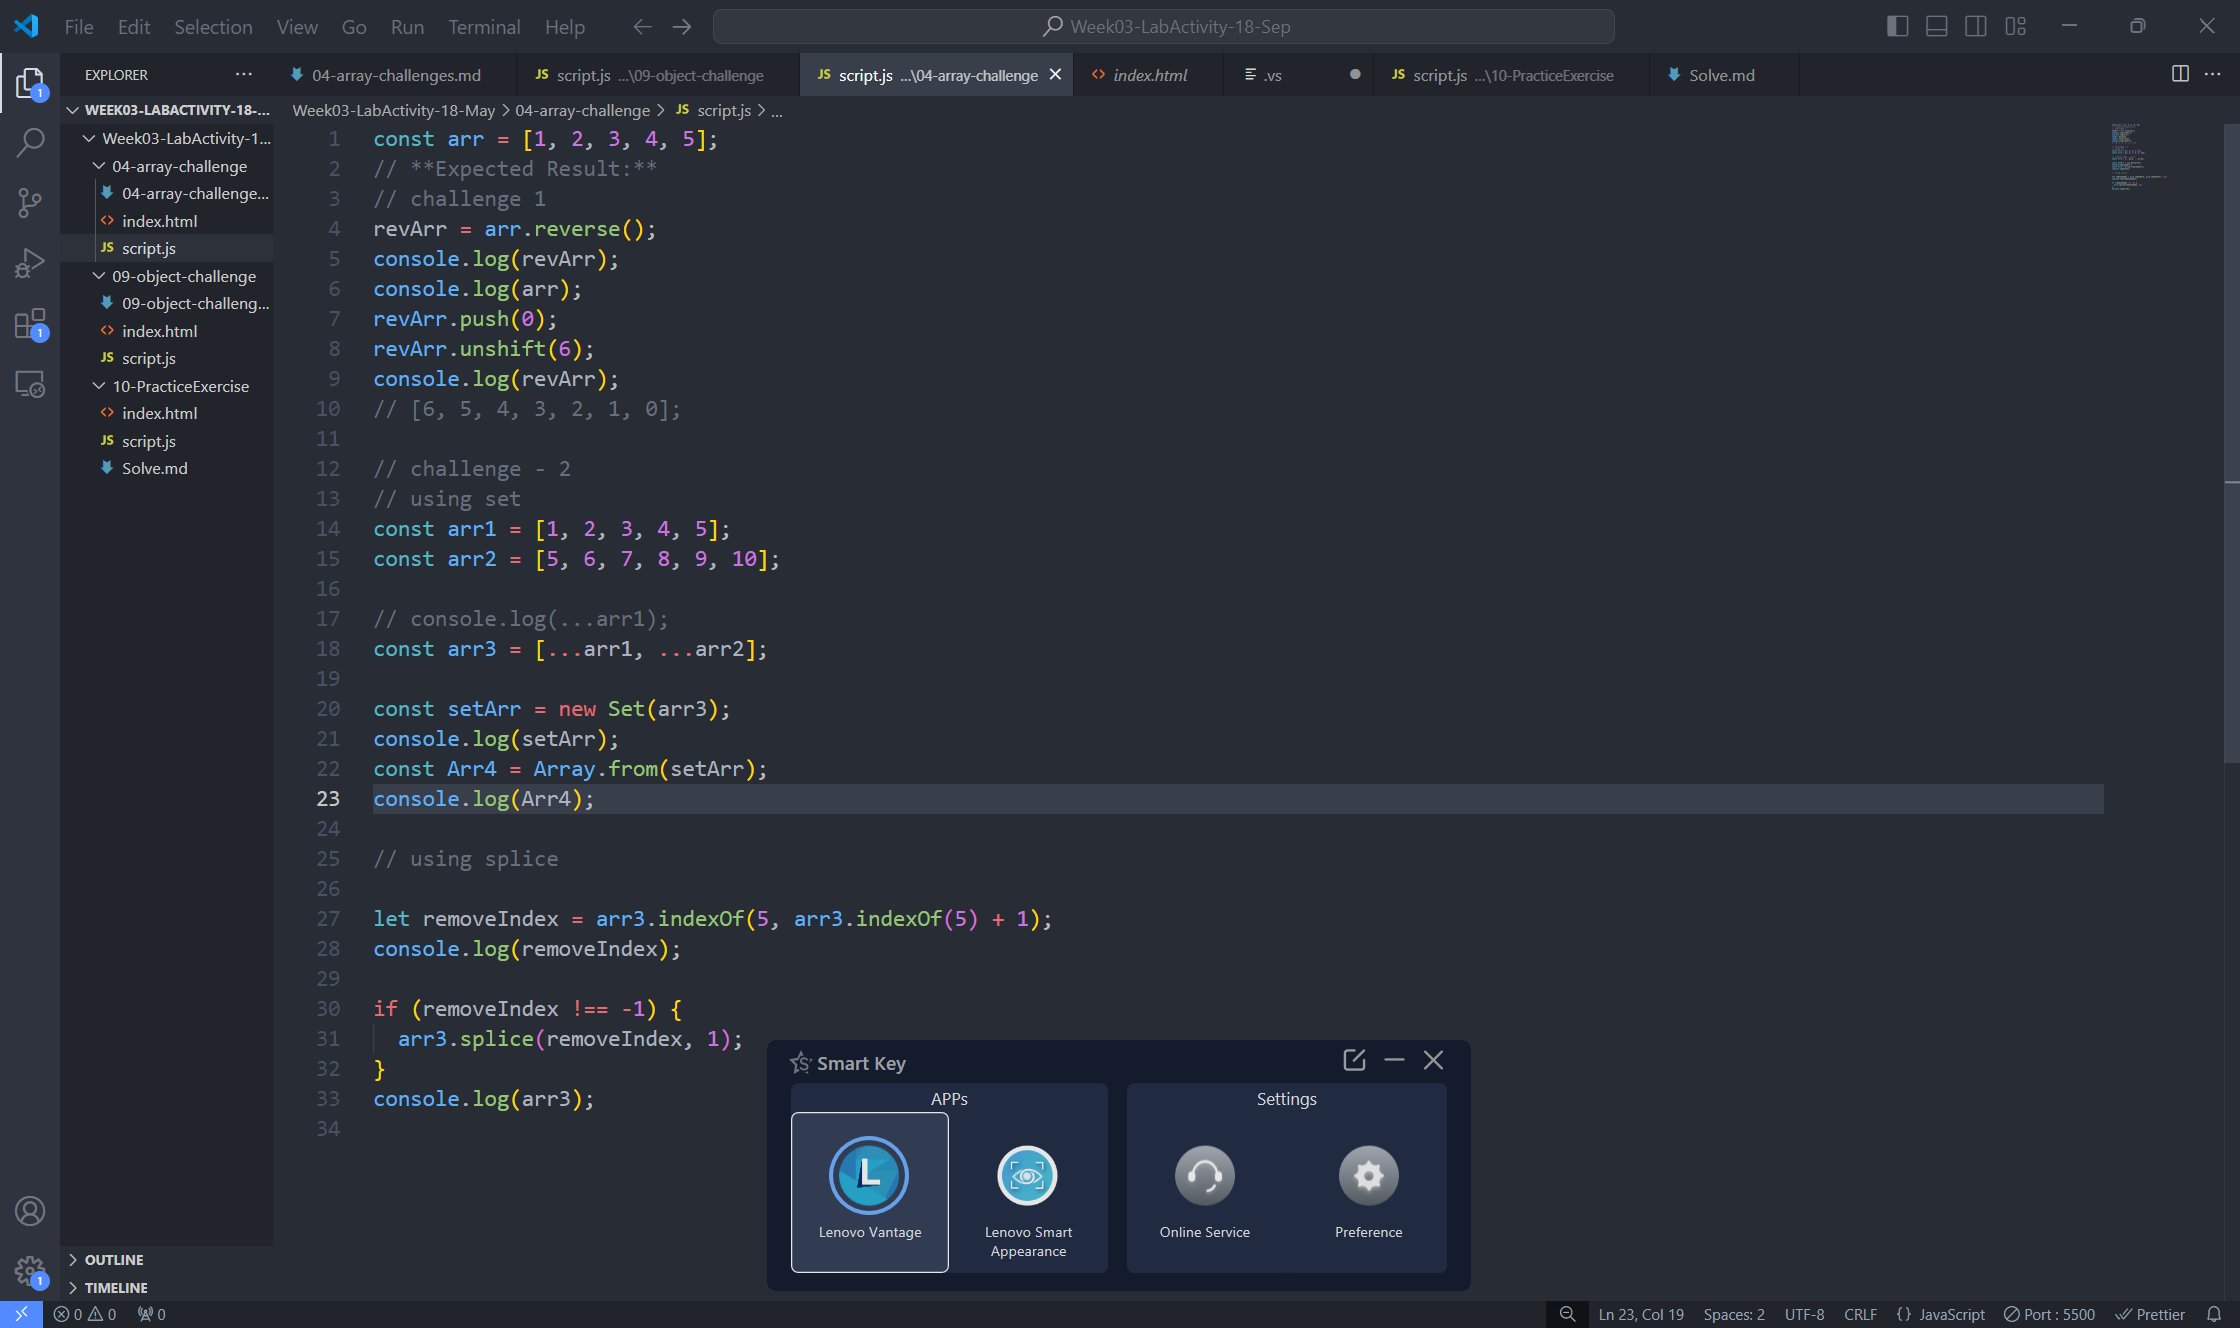 File Edit Selection View Go Run Terminal Help
Week03-LabActivity-18-Sep
EXPLORER
04-array-challenges.md
JS script.js ...\09-object-challenge
JS script.js ...\04-array-challenge
index.html
.vs
JS script.js ...\10-PracticeExercise
Solve.md
WEEK03-LABACTIVITY-18-...
Week03-LabActivity-1...
04-array-challenge
04-array-challenge...
index.html
JS script.js
09-object-challenge
09-object-challeng...
index.html
JS script.js
10-PracticeExercise
index.html
JS script.js
Solve.md
OUTLINE
TIMELINE
Week03-LabActivity-18-May > 04-array-challenge > JS script.js > ...
1 const arr = [1, 2, 3, 4, 5];
2 // **Expected Result:**
3 // challenge 1
4 revArr = arr.reverse();
5 console.log(revArr);
6 console.log(arr);
7 revArr.push(0);
8 revArr.unshift(6);
9 console.log(revArr);
10 // [6, 5, 4, 3, 2, 1, 0];
11
12 // challenge - 2
13 // using set
14 const arr1 = [1, 2, 3, 4, 5];
15 const arr2 = [5, 6, 7, 8, 9, 10];
16
17 // console.log(...arr1);
18 const arr3 = [...arr1, ...arr2];
19
20 const setArr = new Set(arr3);
21 console.log(setArr);
22 const Arr4 = Array.from(setArr);
23 console.log(Arr4);
24
25 // using splice
26
27 let removeIndex = arr3.indexOf(5, arr3.indexOf(5) + 1);
28 console.log(removeIndex);
29
30 if (removeIndex !== -1) {
31 arr3.splice(removeIndex, 1);
32 }
33 console.log(arr3);
34
1
1
1
Smart Key
APPs
Settings
L
Lenovo Vantage
Lenovo Smart
Appearance
Online Service
Preference
0 0 0
Ln 23, Col 19 Spaces: 2 UTF-8 CRLF {} JavaScript Port : 5500 Prettier